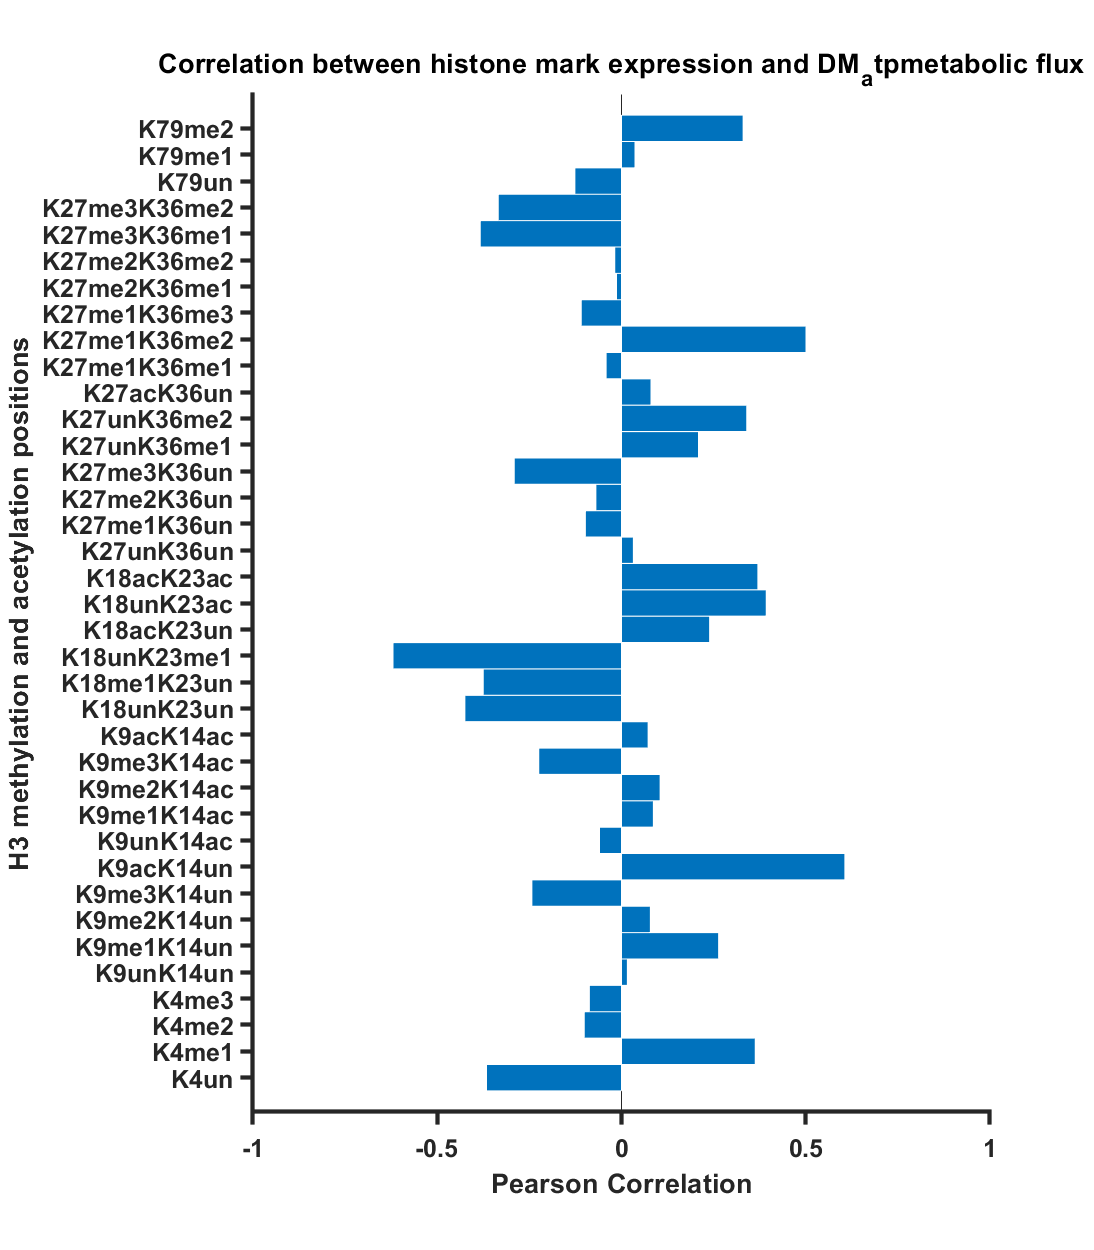 Correlation between histone mark expression and DM_atpmetabolic flux
K79me2
K79me1
K79un
K27me3K36me2
K27me3K36me1
K27me2K36me2
K27me2K36me1
K27me1K36me3
K27me1K36me2
K27me1K36me1
K27acK36un
K27unK36me2
K27unK36me1
K27me3K36un
K27me2K36un
K27me1K36un
K27unK36un
K18acK23ac
K18unK23ac
K18acK23un
K18unK23me1
K18me1K23un
K18unK23un
K9acK14ac
K9me3K14ac
K9me2K14ac
K9me1K14ac
K9unK14ac
K9acK14un
K9me3K14un
K9me2K14un
K9me1K14un
K9unK14un
K4me3
K4me2
K4me1
K4un
H3 methylation and acetylation positions
-1 -0.5 0 0.5 1
Pearson Correlation